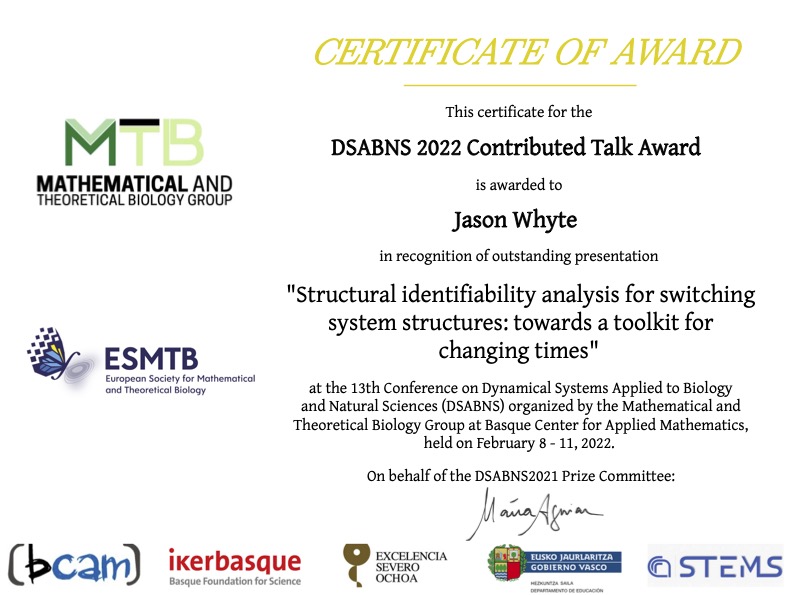 CERTIFICATE OF AWARD
This certificate for the
DSABNS 2022 Contributed Talk Award
is awarded to
Jason Whyte
in recognition of outstanding presentation
"Structural identifiability analysis for switching
system structures: towards a toolkit for
changing times"
at the 13th Conference on Dynamical Systems Applied to Biology
and Natural Sciences (DSABNS) organized by the Mathematical and
Theoretical Biology Group at Basque Center for Applied Mathematics,
held on February 8 - 11, 2022.
On behalf of the DSABNS2021 Prize Committee:
Maíra Aguiar
MTB
MATHEMATICAL AND
THEORETICAL BIOLOGY GROUP
ESMTB
European Society for Mathematical
and Theoretical Biology
(bcam)
ikerbasque
Basque Foundation for Science
EXCELENCIA
SEVERO
OCHOA
EUSKO JAURLARITZA
GOBIERNO VASCO
HEZKUNTZA SAILA
DEPARTAMENTO DE EDUCACIÓN
STEMS